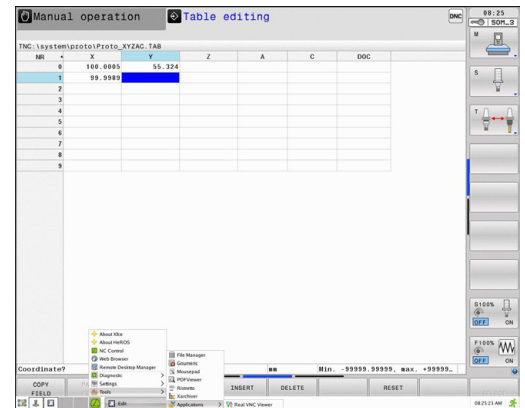 Manual operation
Table editing
DNC
08:25
50M_3
TNC:\system\proto\Proto_XYZAC.TAB
NR X Y Z A C DOC
0 100.0005 55.324
1 99.9989
2
3
4
5
6
7
8
9
M
S
T
S100%
OFF ON
F100%
OFF ON
Coordinate?
mm
Min. -99999.99999, max. +99999…
COPY
FIELD
INSERT
DELETE
RESET
About Xfce
About HeROS
NC Control
Web Browser
Remote Desktop Manager
Diagnostic
Settings
Tools
Edit
File Manager
Gnumeric
Mousepad
PDFViewer
Ristretto
Xarchiver
Applications
Real VNC Viewer
08:25:23 AM